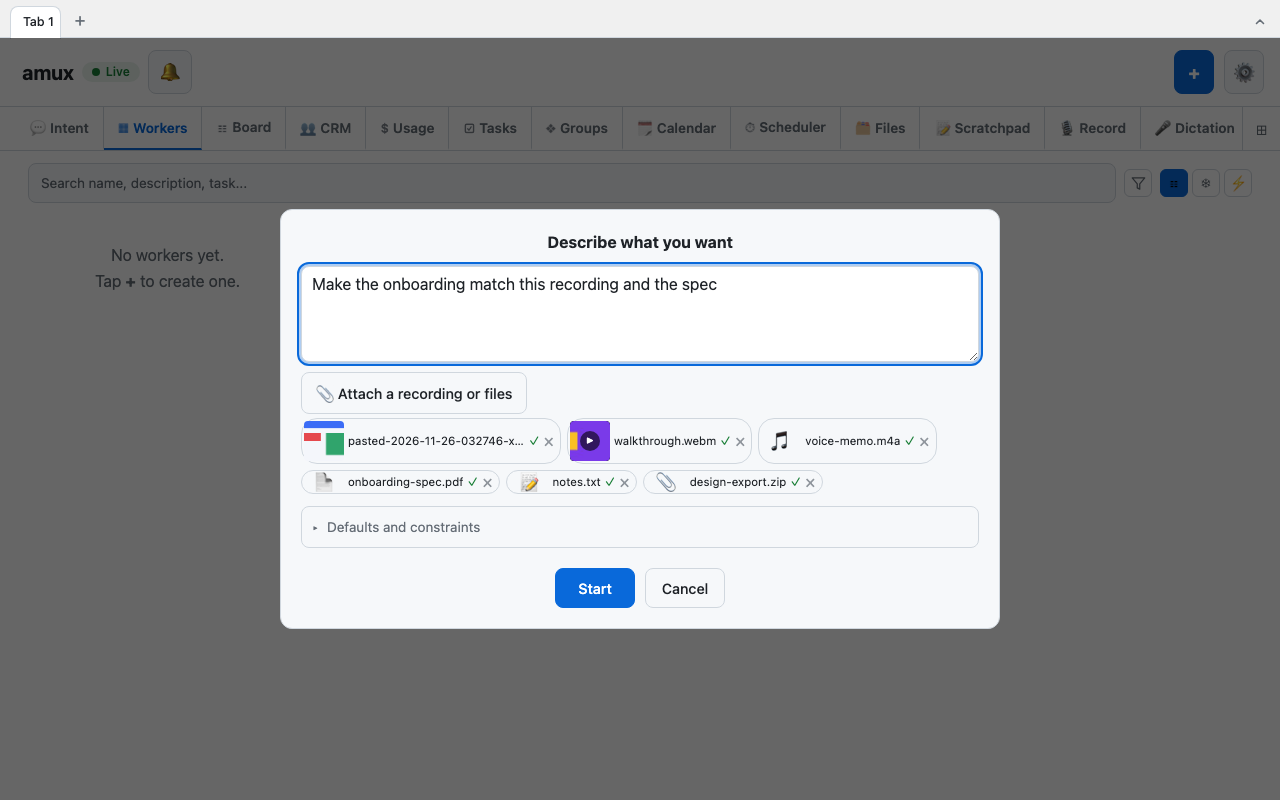 Tab 1 +
amux Live
+
Intent Workers Board CRM $ Usage Tasks Groups Calendar Scheduler Files Scratchpad Record Dictation
Search name, description, task...
No workers yet.
Tap + to create one.
Describe what you want
Make the onboarding match this recording and the spec
Attach a recording or files
pasted-2026-11-26-032746-x... ✓ × walkthrough.webm ✓ × voice-memo.m4a ✓ ×
onboarding-spec.pdf ✓ × notes.txt ✓ × design-export.zip ✓ ×
Defaults and constraints
Start Cancel